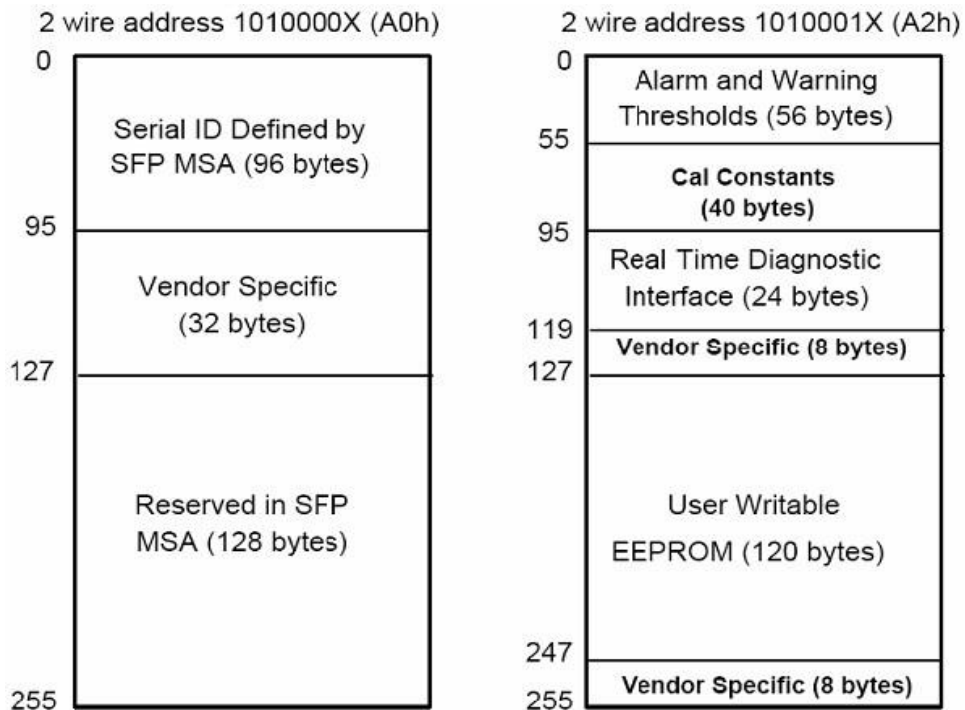 2 wire address 1010000X (A0h)
0
Serial ID Defined by
SFP MSA (96 bytes)
95
Vendor Specific
(32 bytes)
127
Reserved in SFP
MSA (128 bytes)
255
2 wire address 1010001X (A2h)
0
Alarm and Warning
Thresholds (56 bytes)
55
Cal Constants
(40 bytes)
95
Real Time Diagnostic
Interface (24 bytes)
119
Vendor Specific (8 bytes)
127
User Writable
EEPROM (120 bytes)
247
Vendor Specific (8 bytes)
255